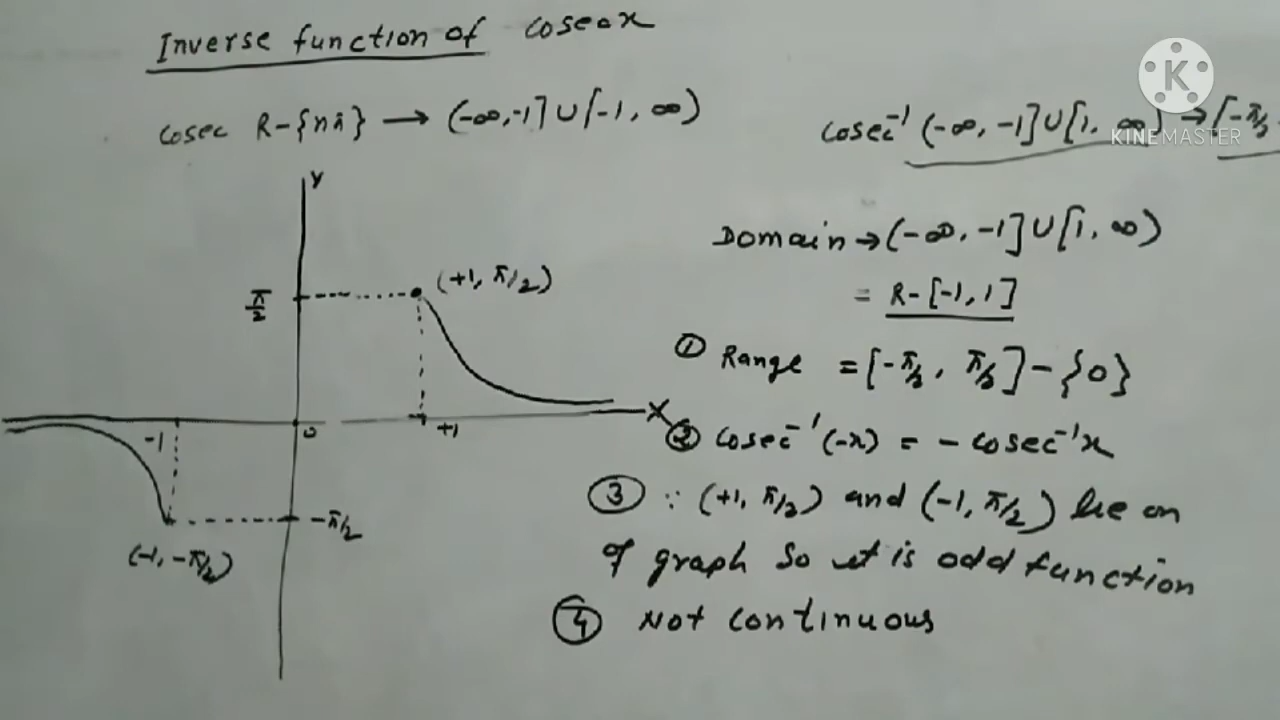 Inverse function of Cosecx
Cosec R-{nπ} → (-∞,-1] ∪ [-1, ∞)
Cosec⁻¹ (-∞, -1] ∪ [1, ∞) → [-π/2
K
KINEMASTER
Y
Domain → (-∞, -1] ∪ [1, ∞)
= R-[-1, 1]
(+1, π/2)
π/2
① Range = [-π/2, π/2] - {0}
X
-1
0
+1
② Cosec⁻¹(-x) = - Cosec⁻¹x
③ ∵ (+1, π/2) and (-1, π/2) lie on
-π/2
(-1, -π/2)
of graph So it is odd function
④ Not continuous